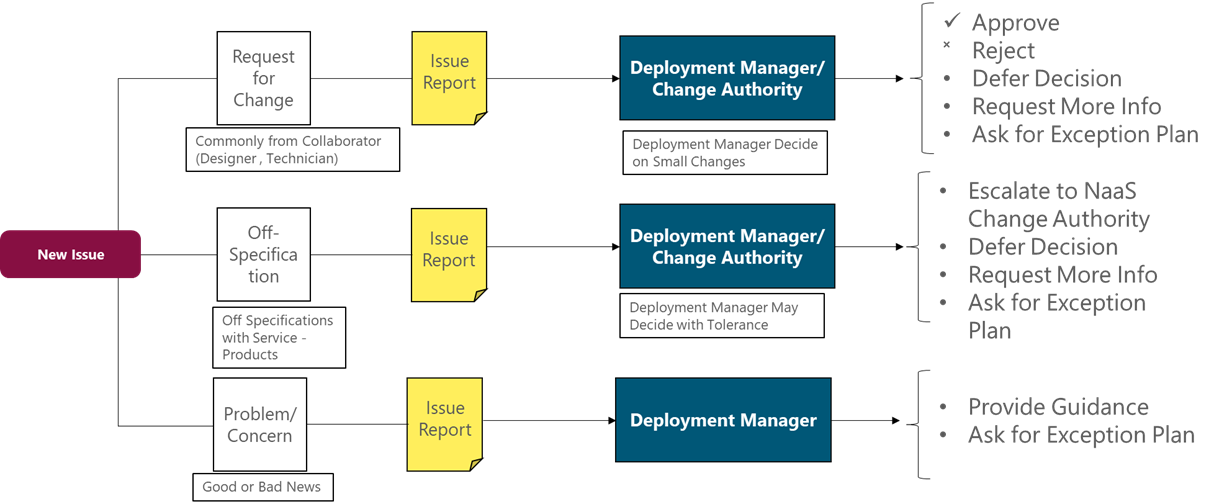 New Issue
Request
for
Change
Commonly from Collaborator
(Designer , Technician)
Issue
Report
Deployment Manager/
Change Authority
Deployment Manager Decide
on Small Changes
✓ Approve
× Reject
• Defer Decision
• Request More Info
• Ask for Exception Plan
Off-
Specifica
tion
Off Specifications
with Service -
Products
Issue
Report
Deployment Manager/
Change Authority
Deployment Manager May
Decide with Tolerance
• Escalate to NaaS
Change Authority
• Defer Decision
• Request More Info
• Ask for Exception
Plan
Problem/
Concern
Good or Bad News
Issue
Report
Deployment Manager
• Provide Guidance
• Ask for Exception Plan